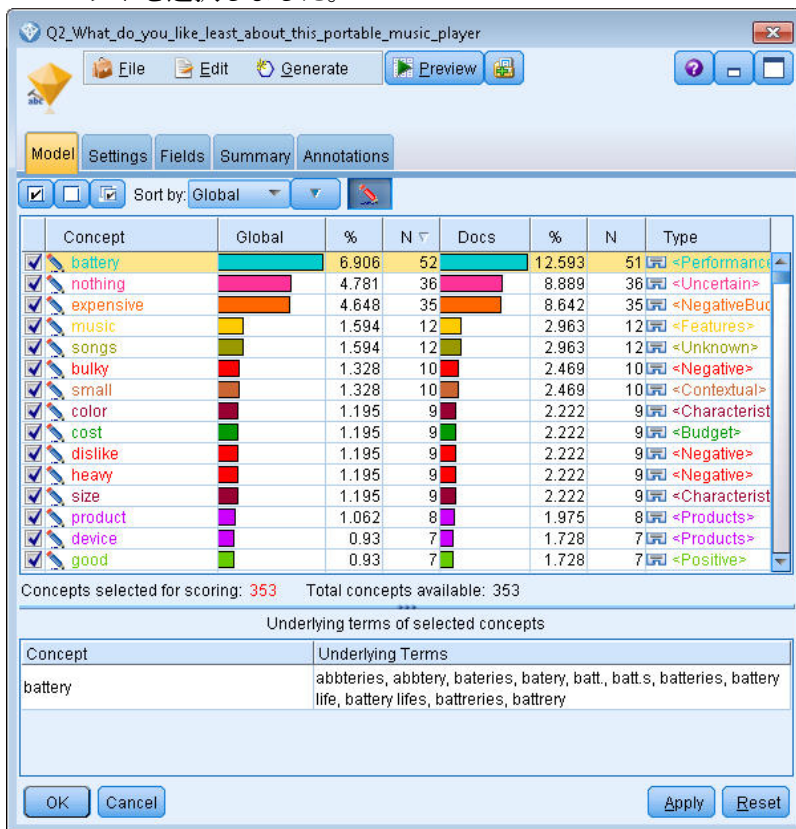 を選択しました。
Q2_What_do_you_like_least_about_this_portable_music_player
File Edit Generate Preview
abc
Model Settings Fields Summary Annotations
Sort by: Global
Concept Global % N Docs % N Type
battery 6.906 52 12.593 51 <Performance
nothing 4.781 36 8.889 36 <Uncertain>
expensive 4.648 35 8.642 35 <NegativeBud
music 1.594 12 2.963 12 <Features>
songs 1.594 12 2.963 12 <Unknown>
bulky 1.328 10 2.469 10 <Negative>
small 1.328 10 2.469 10 <Contextual>
color 1.195 9 2.222 9 <Characterist
cost 1.195 9 2.222 9 <Budget>
dislike 1.195 9 2.222 9 <Negative>
heavy 1.195 9 2.222 9 <Negative>
size 1.195 9 2.222 9 <Characterist
product 1.062 8 1.975 8 <Products>
device 0.93 7 1.728 7 <Products>
good 0.93 7 1.728 7 <Positive>
Concepts selected for scoring: 353 Total concepts available: 353
Underlying terms of selected concepts
Concept Underlying Terms
battery abbteries, abbtery, bateries, batery, batt., batt.s, batteries, battery
life, battery lifes, battreries, battrery
OK Cancel Apply Reset